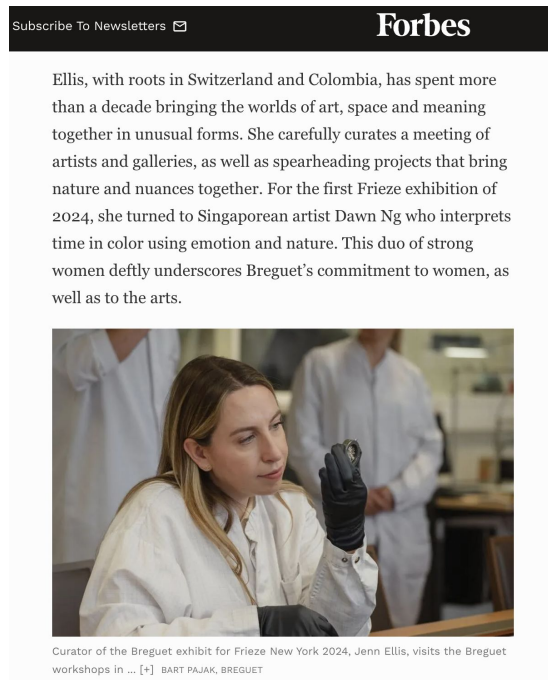 Subscribe To Newsletters
Forbes
Ellis, with roots in Switzerland and Colombia, has spent more
than a decade bringing the worlds of art, space and meaning
together in unusual forms. She carefully curates a meeting of
artists and galleries, as well as spearheading projects that bring
nature and nuances together. For the first Frieze exhibition of
2024, she turned to Singaporean artist Dawn Ng who interprets
time in color using emotion and nature. This duo of strong
women deftly underscores Breguet’s commitment to women, as
well as to the arts.
Curator of the Breguet exhibit for Frieze New York 2024, Jenn Ellis, visits the Breguet
workshops in ... [+] BART PAJAK, BREGUET